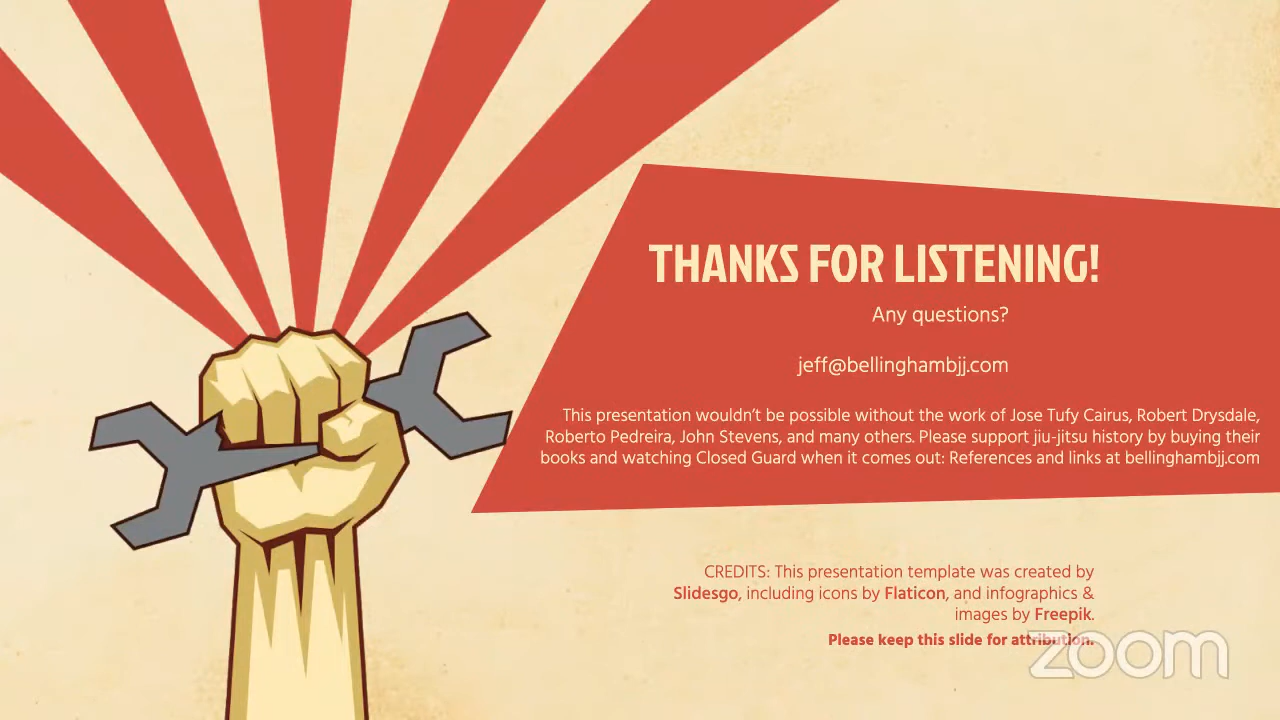 THANKS FOR LISTENING!
Any questions?
jeff@bellinghambjj.com
This presentation wouldn't be possible without the work of Jose Tufy Cairus, Robert Drysdale,
Roberto Pedreira, John Stevens, and many others. Please support jiu-jitsu history by buying their
books and watching Closed Guard when it comes out: References and links at bellinghambjj.com
CREDITS: This presentation template was created by
Slidesgo, including icons by Flaticon, and infographics &
images by Freepik.
Please keep this slide for attribution.
zoom